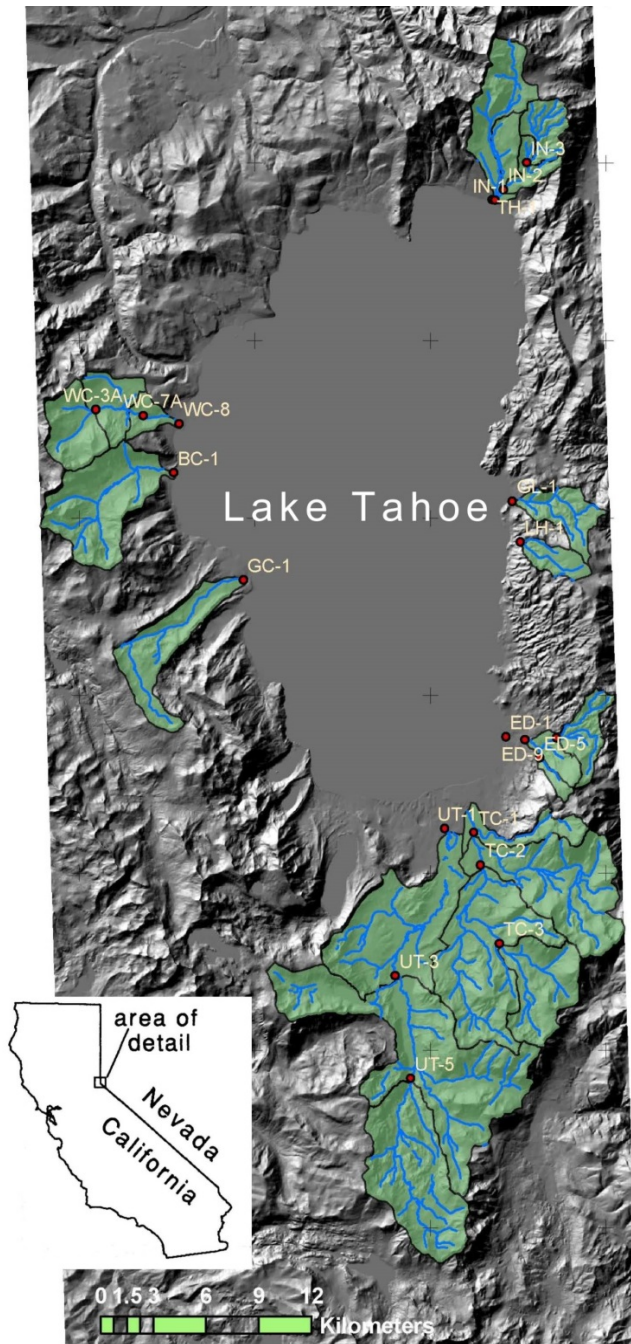 IN-3
IN-2
IN-1
WC-3A
WC-7A
WC-8
BC-1
Lake Tahoe
GL-1
LH-1
GC-1
ED-1
ED-5
ED-9
UT-1
TC-1
TC-2
TC-3
UT-3
area of
detail
UT-5
Nevada
California
0 1.5 3 6 9 12
Kilometers